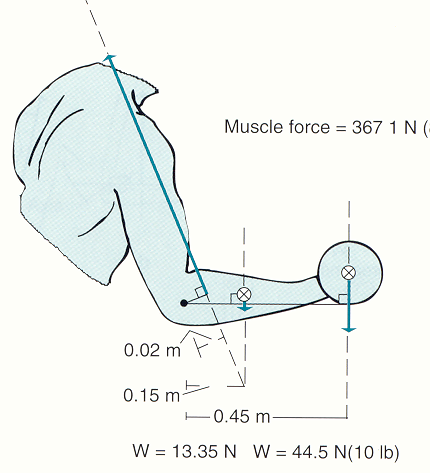 Muscle force = 367 1 N (
0.02 m
0.15 m
0.45 m
W = 13.35 N W = 44.5 N(10 lb)